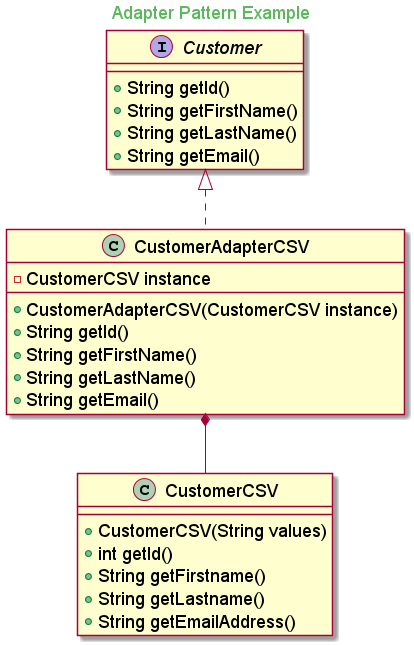 Adapter Pattern Example
I Customer
String getId()
String getFirstName()
String getLastName()
String getEmail()
C CustomerAdapterCSV
CustomerCSV instance
CustomerAdapterCSV(CustomerCSV instance)
String getId()
String getFirstName()
String getLastName()
String getEmail()
C CustomerCSV
CustomerCSV(String values)
int getId()
String getFirstname()
String getLastname()
String getEmailAddress()